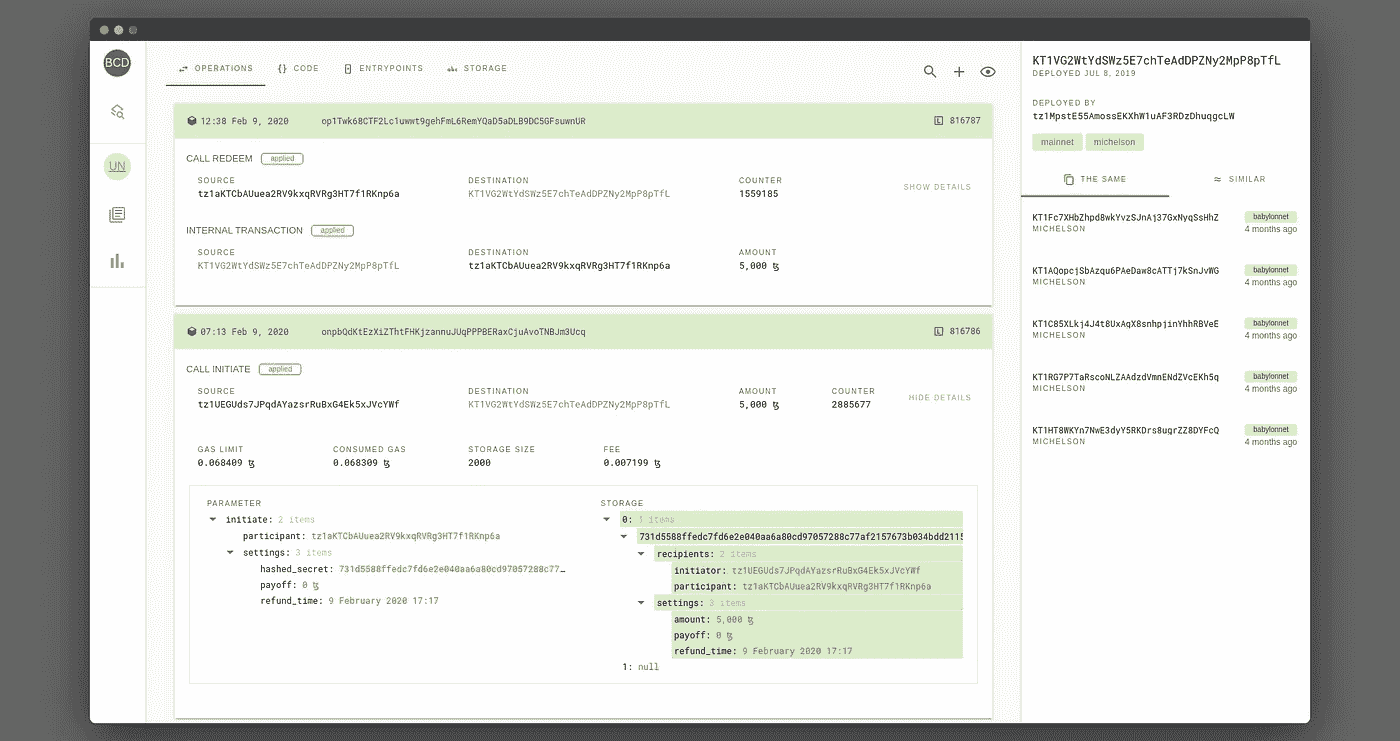 BCD
UN
OPERATIONS {} CODE ENTRYPOINTS STORAGE
12:38 Feb 9, 2020 op1Twk68CTF2Lc1uwwt9gehFmL6RemYQaD5aDLB9DC5GFsuwnUR 816787
CALL REDEEM applied
SOURCE DESTINATION COUNTER
tz1aKTCbAUuea2RV9kxqRVRg3HT7f1RKnp6a KT1VG2WtYdSWz5E7chTeAdDPZNy2MpP8pTfL 1559185 SHOW DETAILS
INTERNAL TRANSACTION applied
SOURCE DESTINATION AMOUNT
KT1VG2WtYdSWz5E7chTeAdDPZNy2MpP8pTfL tz1aKTCbAUuea2RV9kxqRVRg3HT7f1RKnp6a 5,000 ꜩ
07:13 Feb 9, 2020 onpbQdKtEzXiZThtFHKjzannuJUqPPPBERaxCjuAvoTNBJm3Ucq 816786
CALL INITIATE applied
SOURCE DESTINATION AMOUNT COUNTER
tz1UEGUds7JPqdAYazsrRuBxG4Ek5xJVcYWf KT1VG2WtYdSWz5E7chTeAdDPZNy2MpP8pTfL 5,000 ꜩ 2885677 HIDE DETAILS
GAS LIMIT CONSUMED GAS STORAGE SIZE FEE
0.068409 ꜩ 0.068309 ꜩ 2000 0.007199 ꜩ
PARAMETER
initiate: 2 items
participant: tz1aKTCbAUuea2RV9kxqRVRg3HT7f1RKnp6a
settings: 3 items
hashed_secret: 731d5588ffedc7fd6e2e040aa6a80cd97057288c77…
payoff: 0 ꜩ
refund_time: 9 February 2020 17:17
STORAGE
0: 1 items
731d5588ffedc7fd6e2e040aa6a80cd97057288c77af2157673b034bdd2115
recipients: 2 items
initiator: tz1UEGUds7JPqdAYazsrRuBxG4Ek5xJVcYWf
participant: tz1aKTCbAUuea2RV9kxqRVRg3HT7f1RKnp6a
settings: 3 items
amount: 5,000 ꜩ
payoff: 0 ꜩ
refund_time: 9 February 2020 17:17
1: null
KT1VG2WtYdSWz5E7chTeAdDPZNy2MpP8pTfL
DEPLOYED JUL 8, 2019
DEPLOYED BY
tz1MpstE55AmossEKXhW1uAF3RDzDhuqgcLW
mainnet michelson
THE SAME SIMILAR
KT1Fc7XHbZhpd8wkYvzSJnAj37GxNyqSsHhZ babylonnet
MICHELSON 4 months ago
KT1AQopcjSbAzqu6PAeDaw8cATTj7kSnJvWG babylonnet
MICHELSON 4 months ago
KT1C85XLkj4J4t8UxAqX8snhpjinYhhRBVeE babylonnet
MICHELSON 4 months ago
KT1RG7P7TaRscoNLZAAdzdVmnENdZVcEKh5q babylonnet
MICHELSON 4 months ago
KT1HT8WKYn7NwE3dyY5RKDrs8ugrZZ8DYFcQ babylonnet
MICHELSON 4 months ago